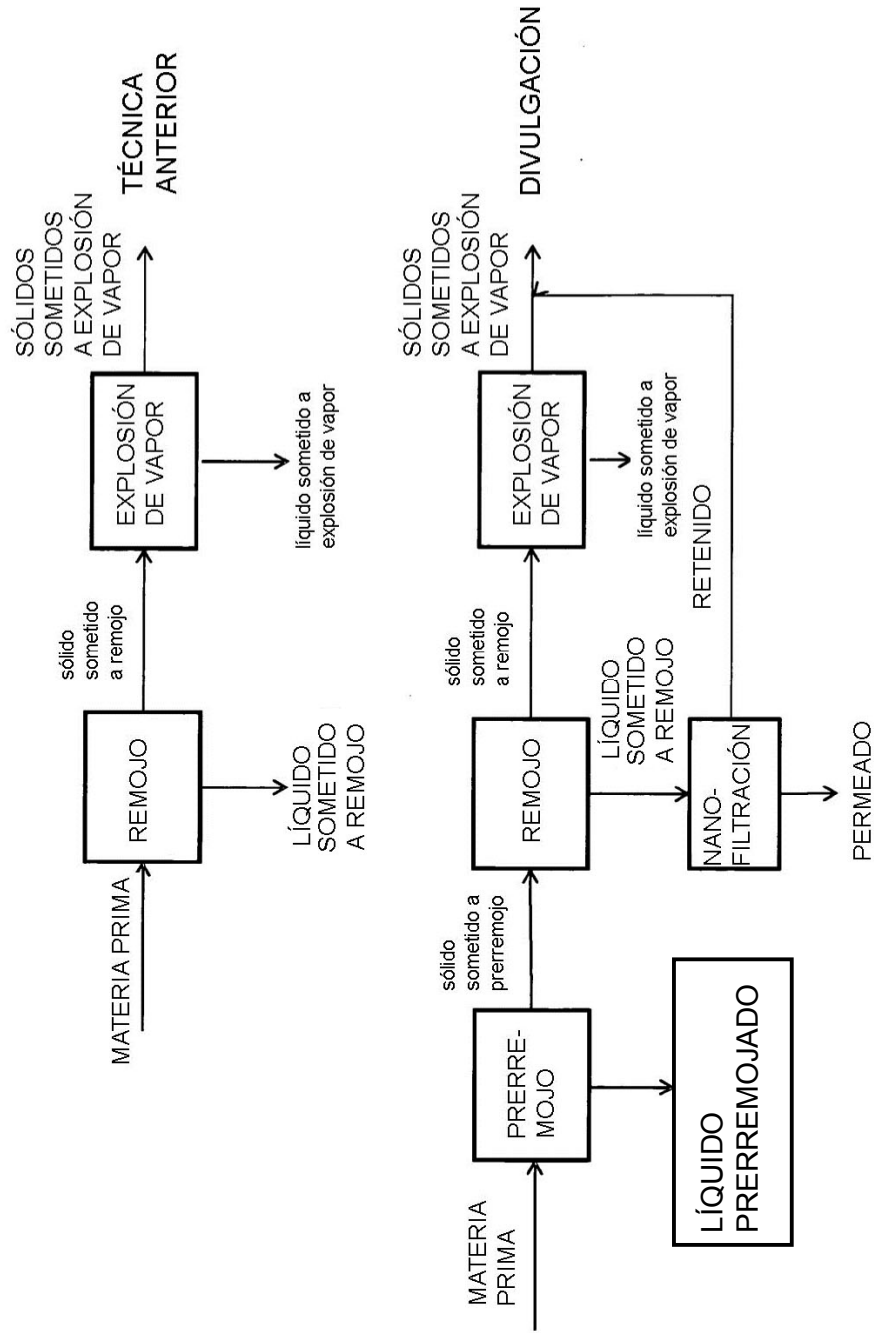 MATERIA PRIMA
REMOJO
LÍQUIDO
SOMETIDO
A REMOJO
sólido
sometido
a remojo
EXPLOSIÓN
DE VAPOR
líquido sometido a
explosión de vapor
SÓLIDOS
SOMETIDOS
A EXPLOSIÓN
DE VAPOR
TÉCNICA
ANTERIOR
MATERIA
PRIMA
PRERRE-
MOJO
LÍQUIDO
PRERREMOJADO
sólido
sometido a
prerremojo
REMOJO
LÍQUIDO
SOMETIDO
A REMOJO
NANO-
FILTRACIÓN
PERMEADO
RETENIDO
sólido
sometido
a remojo
EXPLOSIÓN
DE VAPOR
líquido sometido a
explosión de vapor
SÓLIDOS
SOMETIDOS
A EXPLOSIÓN
DE VAPOR
DIVULGACIÓN